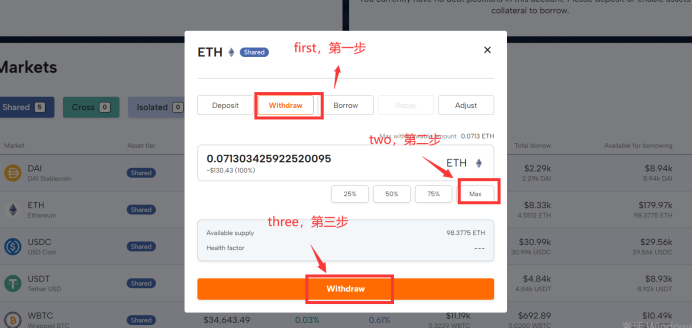 You currently have no debt positions in this account. Please deposit or enable assets
collateral to borrow.
ETH Shared
first，第一步
Markets
Deposit Withdraw Borrow Repay Adjust
Shared 5 Cross 0 Isolated 0
Max withdrawable amount 0.0713 ETH
two，第二步
Market Asset tier Total borrow Available for borrowing
0.071303425922520095 ETH
~$130.43 (100%)
DAI Shared $2.29k $8.94k
DAI Stablecoin 2.29k DAI 8.94k DAI
25% 50% 75% Max
ETH Shared $8.33k $179.97k
Ethereum 4.5512 ETH 98.3775 ETH
three，第三步
Available supply 98.3775 ETH
Health factor ---
USDC Shared $30.99k $29.56k
USD Coin 30.99k USDC 29.56k USDC
USDT Shared $4.84k $8.93k
Tether USD 4.84k USDT 8.93k USDT
Withdraw
WBTC Shared $34,643.49 0.03% 0.61% $11.19k $692.89 $10.49k
Wrapped BTC 0.3229 WBTC 0.0200 WBTC